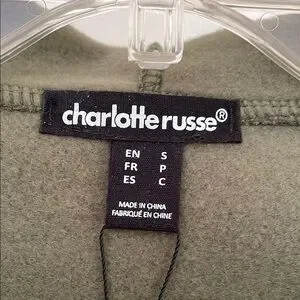 charlotte russe®
EN S
FR P
ES C
MADE IN CHINA
FABRIQUÉ EN CHINE